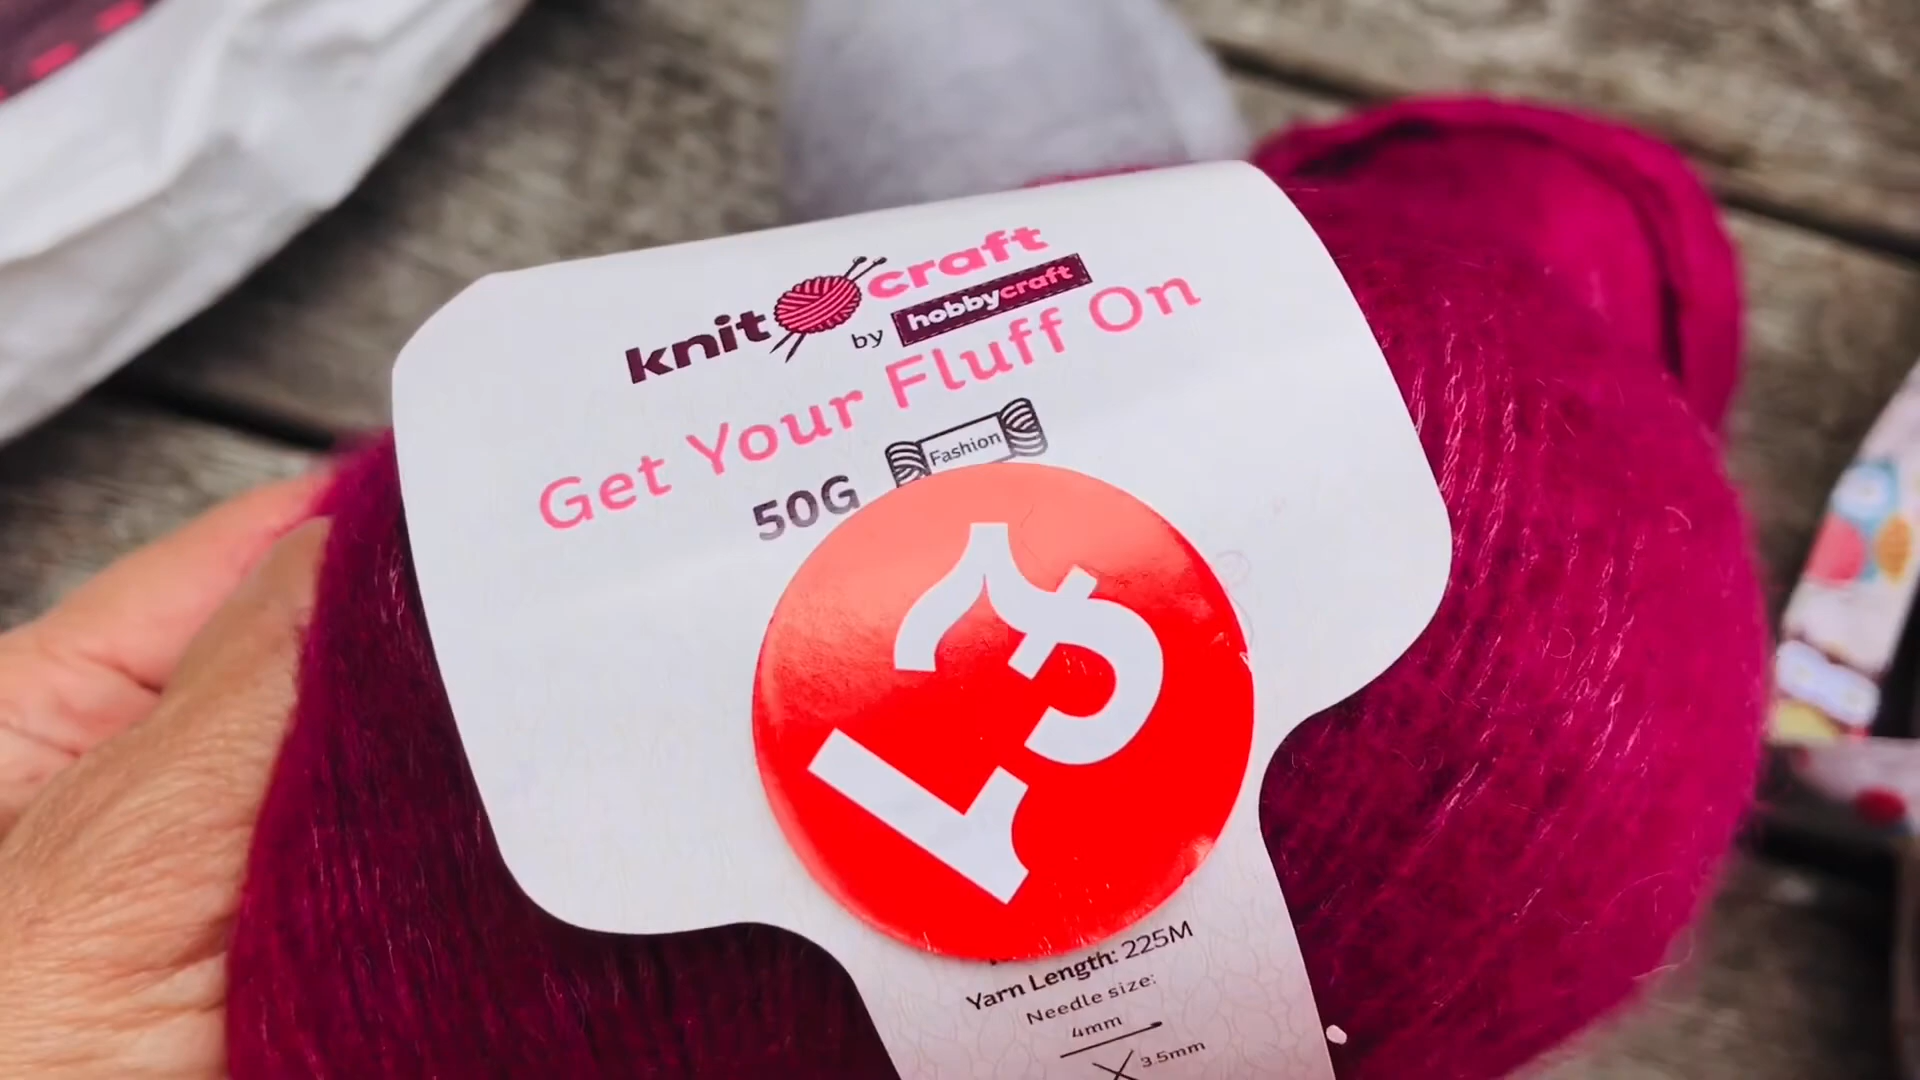 knit craft
by hobbycraft
Get Your Fluff On
50G Fashion
£1
Yarn Length: 225M
Needle size:
4mm
3.5mm